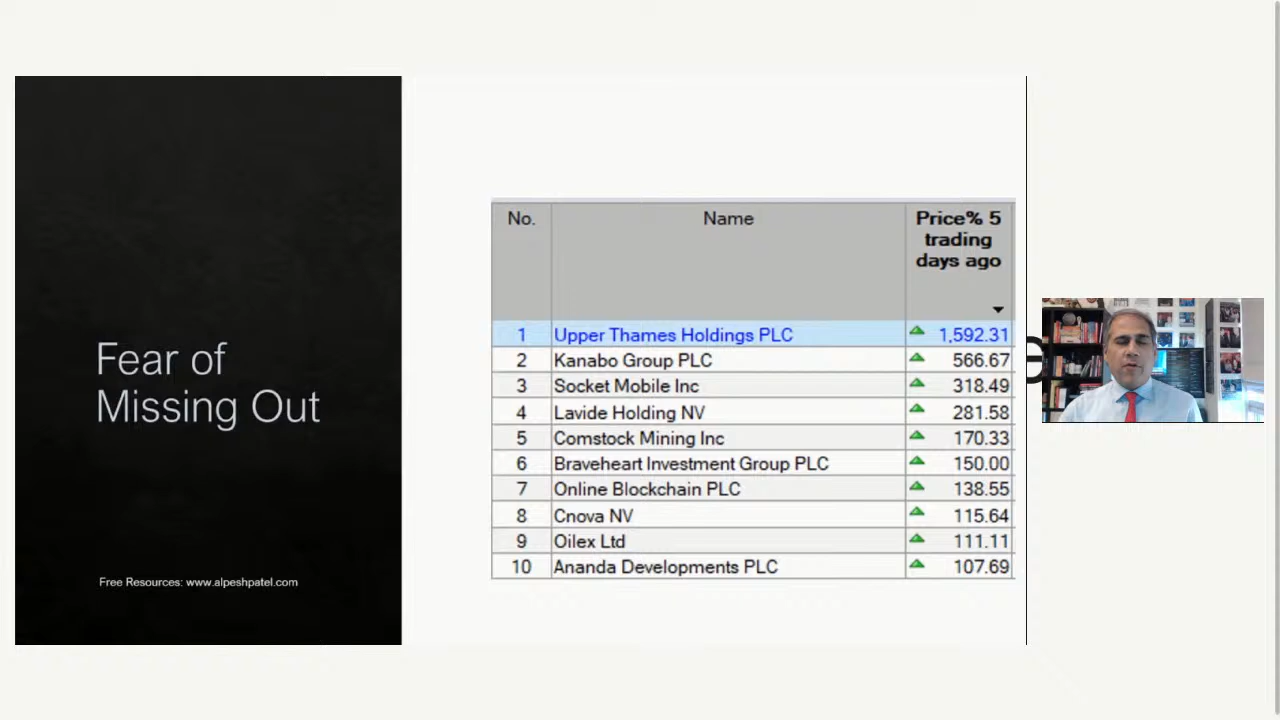 Fear of
Missing Out
Free Resources: www.alpeshpatel.com
No. Name Price% 5
trading
days ago
1 Upper Thames Holdings PLC 1,592.31
2 Kanabo Group PLC 566.67
3 Socket Mobile Inc 318.49
4 Lavide Holding NV 281.58
5 Comstock Mining Inc 170.33
6 Braveheart Investment Group PLC 150.00
7 Online Blockchain PLC 138.55
8 Cnova NV 115.64
9 Oilex Ltd 111.11
10 Ananda Developments PLC 107.69
e